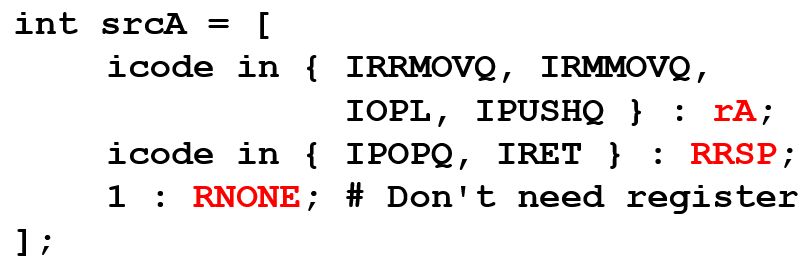 int srcA = [
icode in { IRRMOVQ, IRMMOVQ,
IOPL, IPUSHQ } : rA;
icode in { IPOPQ, IRET } : RRSP;
1 : RNONE; # Don't need register
];